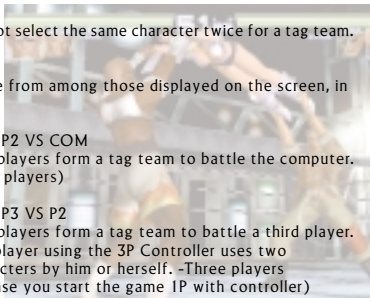 ot select the same character twice for a tag team.
e from among those displayed on the screen, in
P2 VS COM
players form a tag team to battle the computer.
players)
P3 VS P2
players form a tag team to battle a third player.
player using the 3P Controller uses two
cters by him or herself. -Three players
se you start the game 1P with controller)